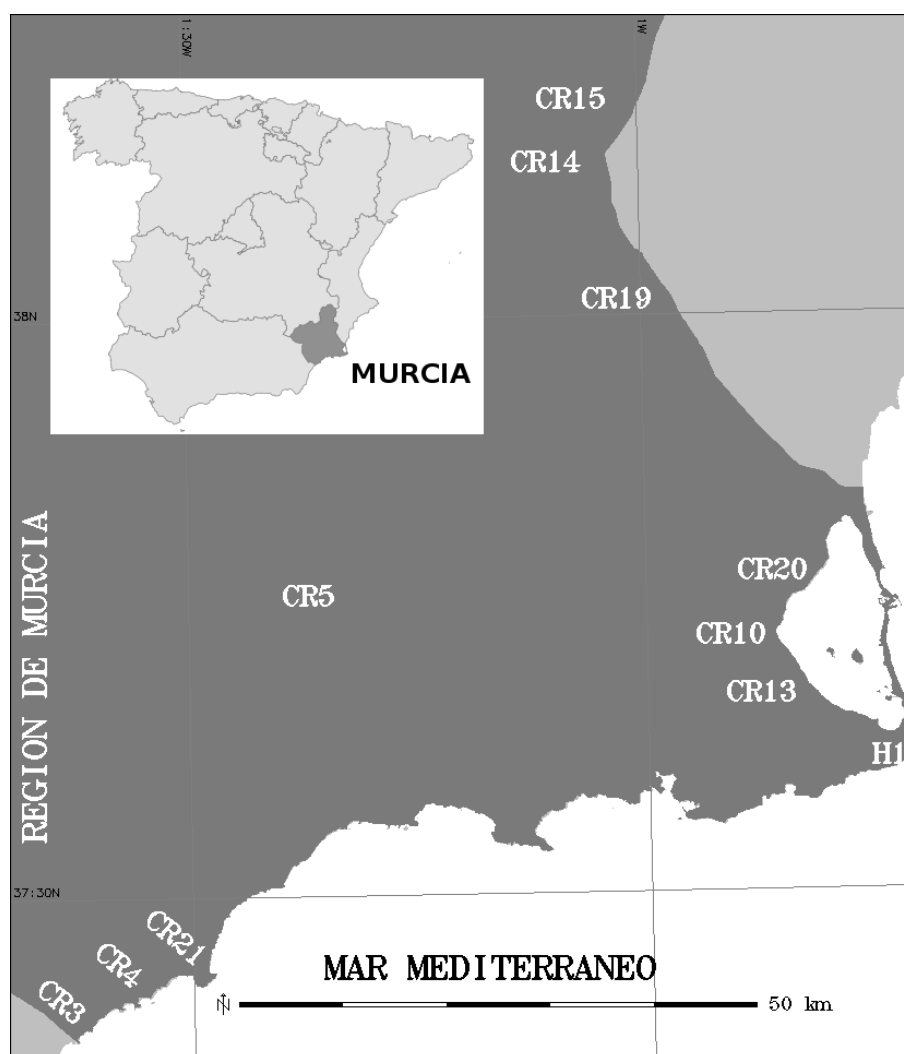 1:30W
1W
CR15
CR14
CR19
38N
MURCIA
REGION DE MURCIA
CR20
CR5
CR10
CR13
H1
37:30N
CR21
CR4
CR3
MAR MEDITERRANEO
N
50 km